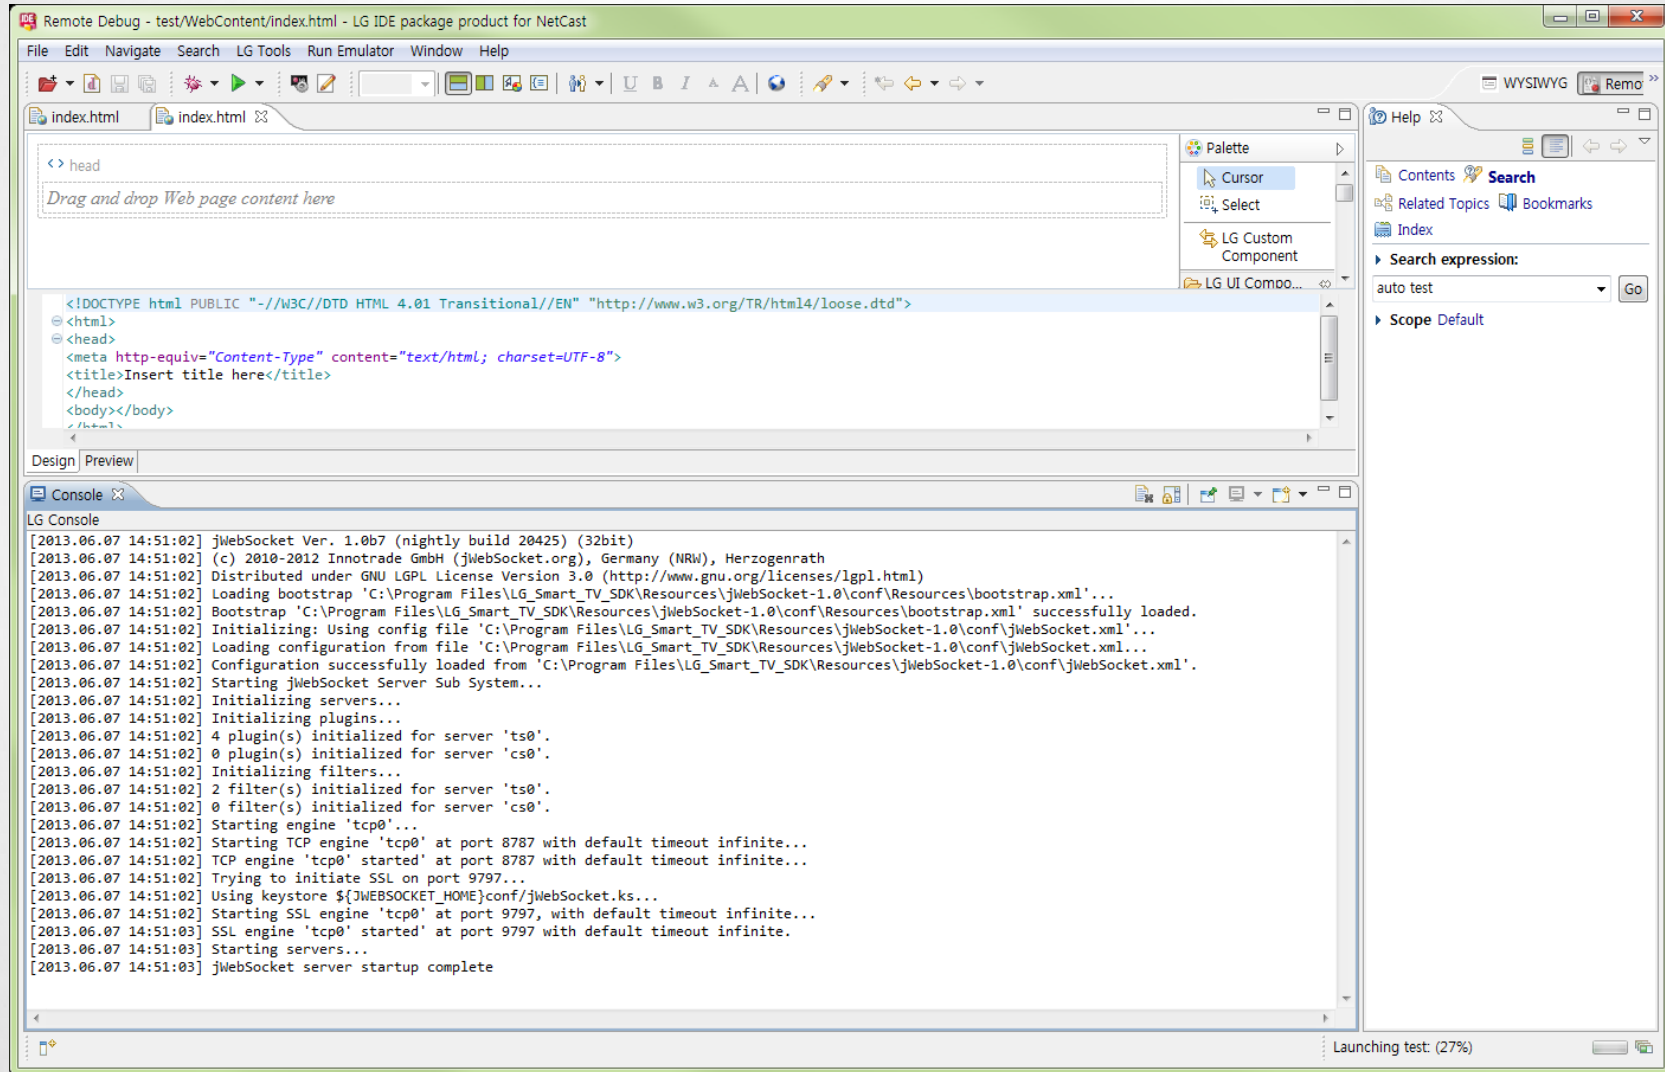 Remote Debug - test/WebContent/index.html - LG IDE package product for NetCast
File Edit Navigate Search LG Tools Run Emulator Window Help
WYSIWYG Remo
index.html index.html
head
Drag and drop Web page content here
Palette
Cursor
Select
LG Custom
Component
LG UI Compo...
<!DOCTYPE html PUBLIC "-//W3C//DTD HTML 4.01 Transitional//EN" "http://www.w3.org/TR/html4/loose.dtd">
<html>
<head>
<meta http-equiv="Content-Type" content="text/html; charset=UTF-8">
<title>Insert title here</title>
</head>
<body></body>
</html>
Design Preview
Help
Contents Search
Related Topics Bookmarks
Index
Search expression:
auto test Go
Scope Default
Console
LG Console
[2013.06.07 14:51:02] jWebSocket Ver. 1.0b7 (nightly build 20425) (32bit)
[2013.06.07 14:51:02] (c) 2010-2012 Innotrade GmbH (jWebSocket.org), Germany (NRW), Herzogenrath
[2013.06.07 14:51:02] Distributed under GNU LGPL License Version 3.0 (http://www.gnu.org/licenses/lgpl.html)
[2013.06.07 14:51:02] Loading bootstrap 'C:\Program Files\LG_Smart_TV_SDK\Resources\jWebSocket-1.0\conf\Resources\bootstrap.xml'...
[2013.06.07 14:51:02] Bootstrap 'C:\Program Files\LG_Smart_TV_SDK\Resources\jWebSocket-1.0\conf\Resources\bootstrap.xml' successfully loaded.
[2013.06.07 14:51:02] Initializing: Using config file 'C:\Program Files\LG_Smart_TV_SDK\Resources\jWebSocket-1.0\conf\jWebSocket.xml'...
[2013.06.07 14:51:02] Loading configuration from file 'C:\Program Files\LG_Smart_TV_SDK\Resources\jWebSocket-1.0\conf\jWebSocket.xml...
[2013.06.07 14:51:02] Configuration successfully loaded from 'C:\Program Files\LG_Smart_TV_SDK\Resources\jWebSocket-1.0\conf\jWebSocket.xml'.
[2013.06.07 14:51:02] Starting jWebSocket Server Sub System...
[2013.06.07 14:51:02] Initializing servers...
[2013.06.07 14:51:02] Initializing plugins...
[2013.06.07 14:51:02] 4 plugin(s) initialized for server 'ts0'.
[2013.06.07 14:51:02] 0 plugin(s) initialized for server 'cs0'.
[2013.06.07 14:51:02] Initializing filters...
[2013.06.07 14:51:02] 2 filter(s) initialized for server 'ts0'.
[2013.06.07 14:51:02] 0 filter(s) initialized for server 'cs0'.
[2013.06.07 14:51:02] Starting engine 'tcp0'...
[2013.06.07 14:51:02] Starting TCP engine 'tcp0' at port 8787 with default timeout infinite...
[2013.06.07 14:51:02] TCP engine 'tcp0' started' at port 8787 with default timeout infinite...
[2013.06.07 14:51:02] Trying to initiate SSL on port 9797...
[2013.06.07 14:51:02] Using keystore ${JWEBSOCKET_HOME}conf/jWebSocket.ks...
[2013.06.07 14:51:02] Starting SSL engine 'tcp0' at port 9797, with default timeout infinite...
[2013.06.07 14:51:03] SSL engine 'tcp0' started' at port 9797 with default timeout infinite.
[2013.06.07 14:51:03] Starting servers...
[2013.06.07 14:51:03] jWebSocket server startup complete
Launching test: (27%)